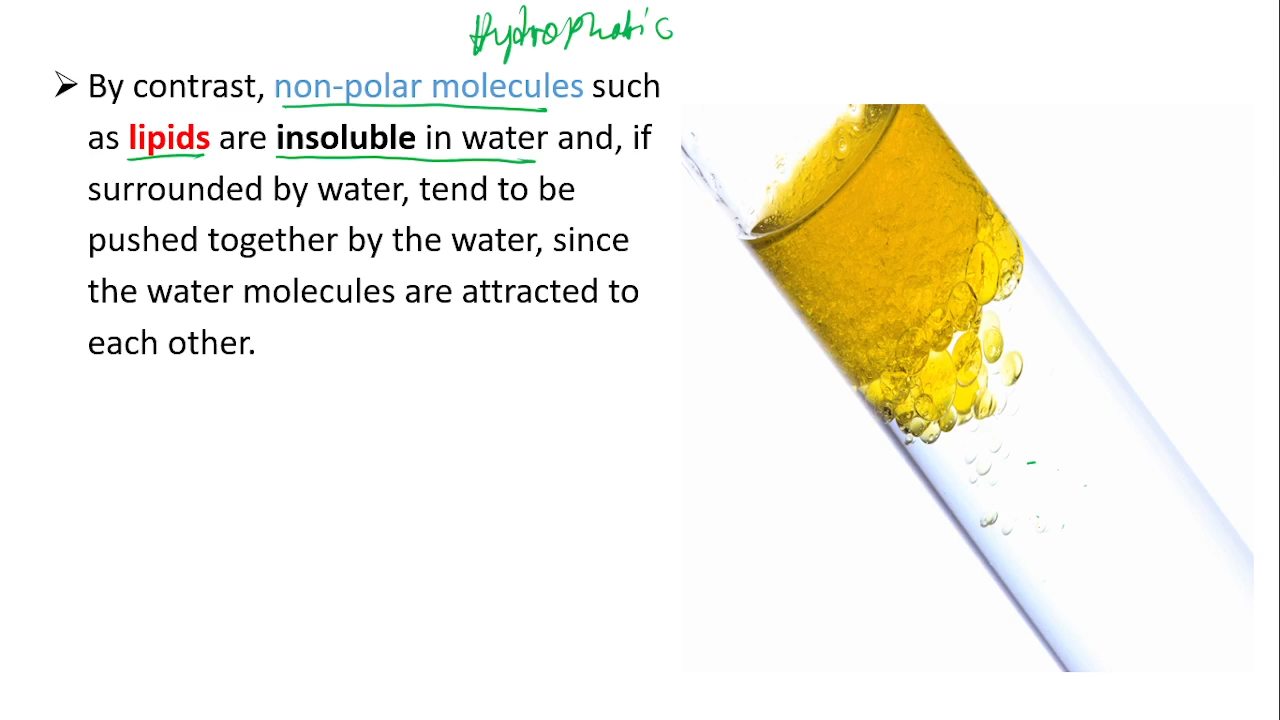 Hydrophobic
➢ By contrast, non-polar molecules such
as lipids are insoluble in water and, if
surrounded by water, tend to be
pushed together by the water, since
the water molecules are attracted to
each other.